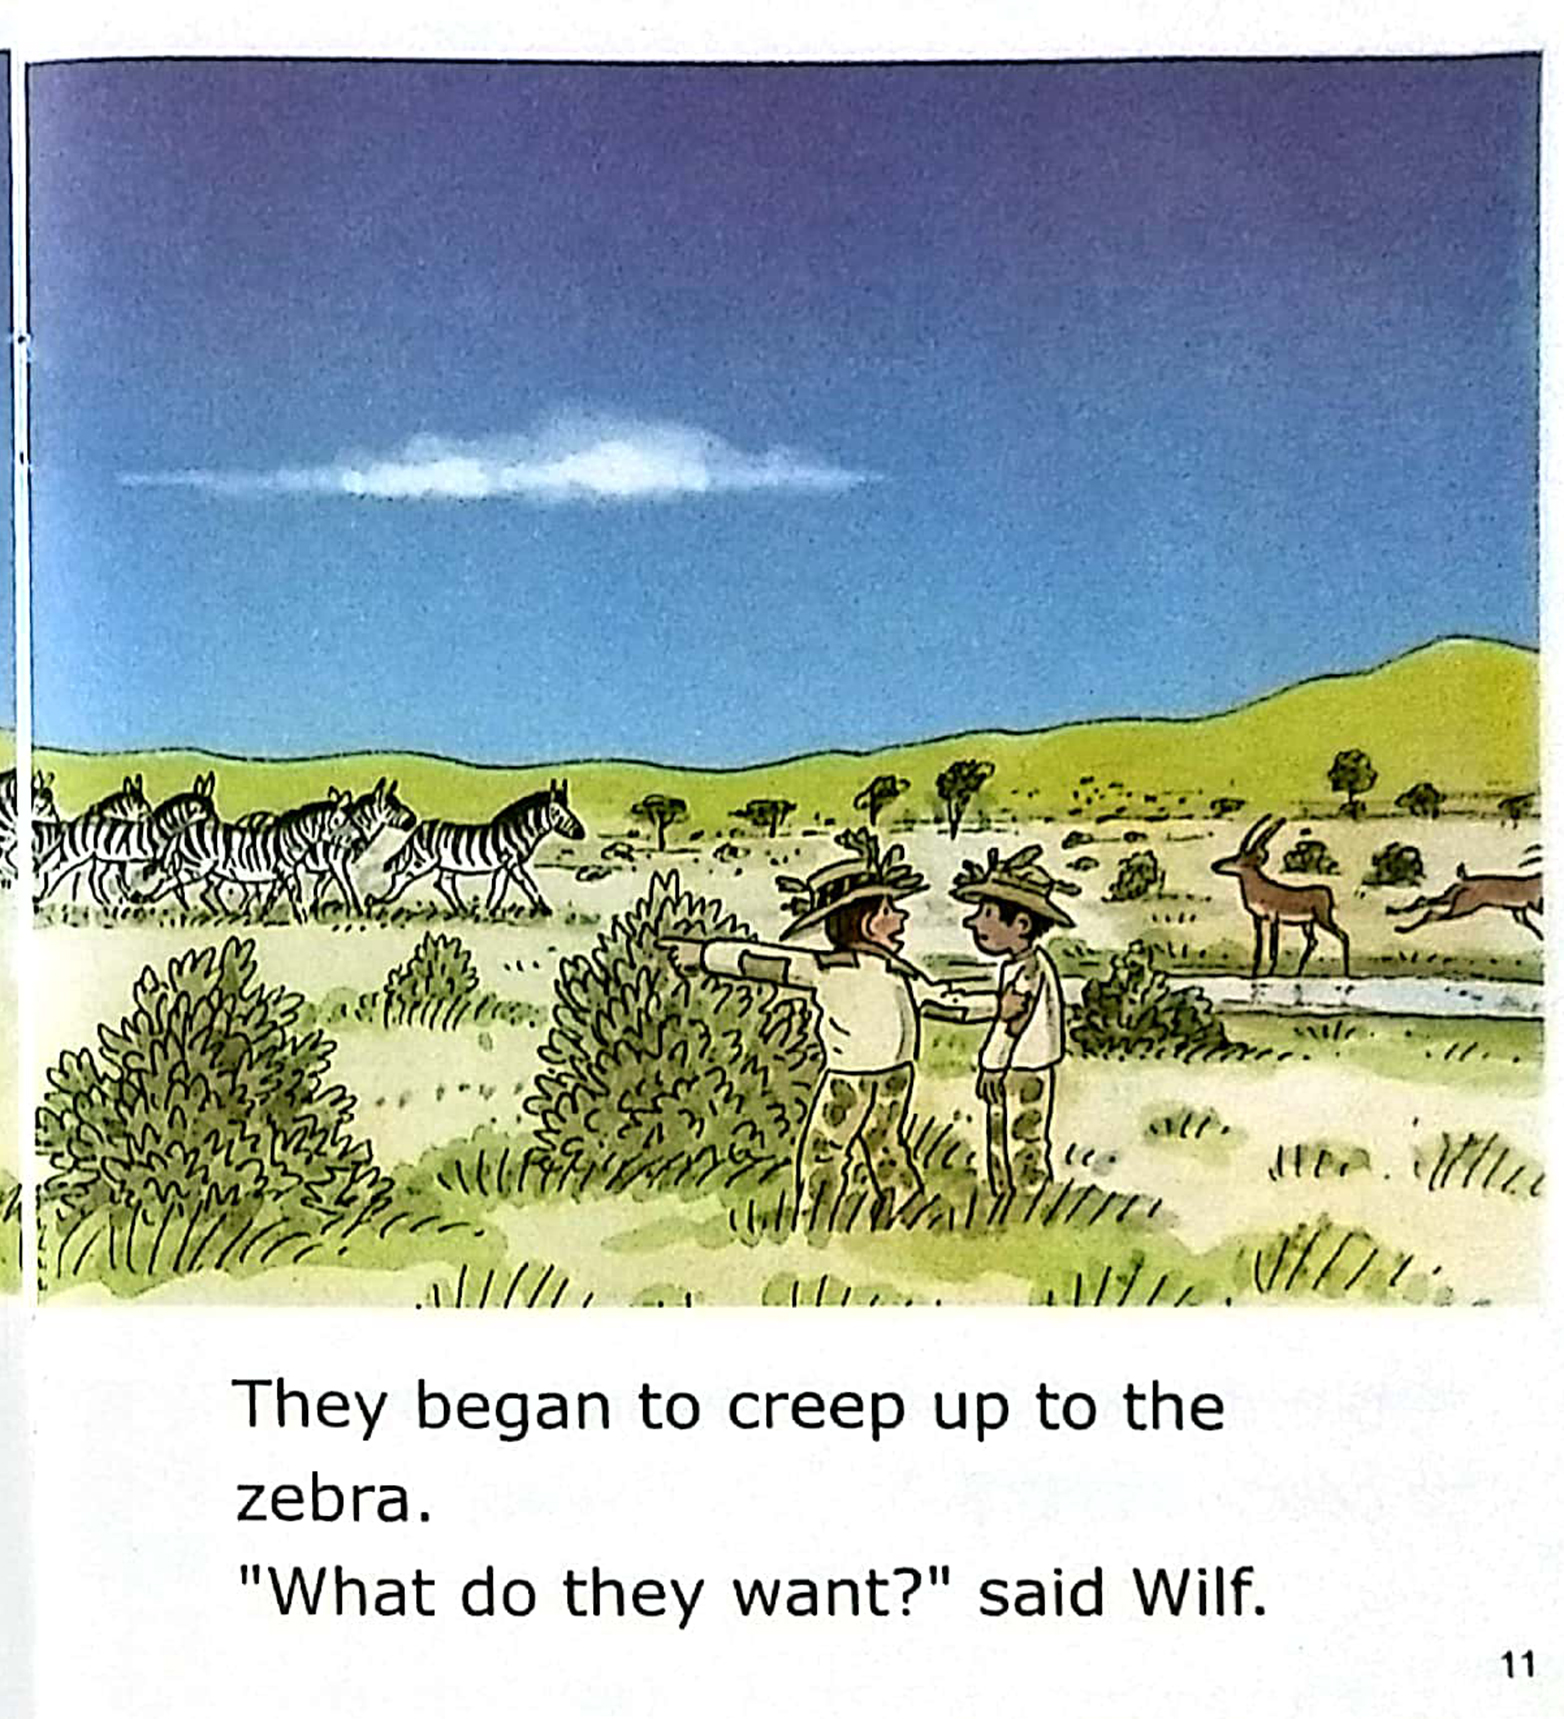 They began to creep up to the
zebra.
"What do they want?" said Wilf.
11